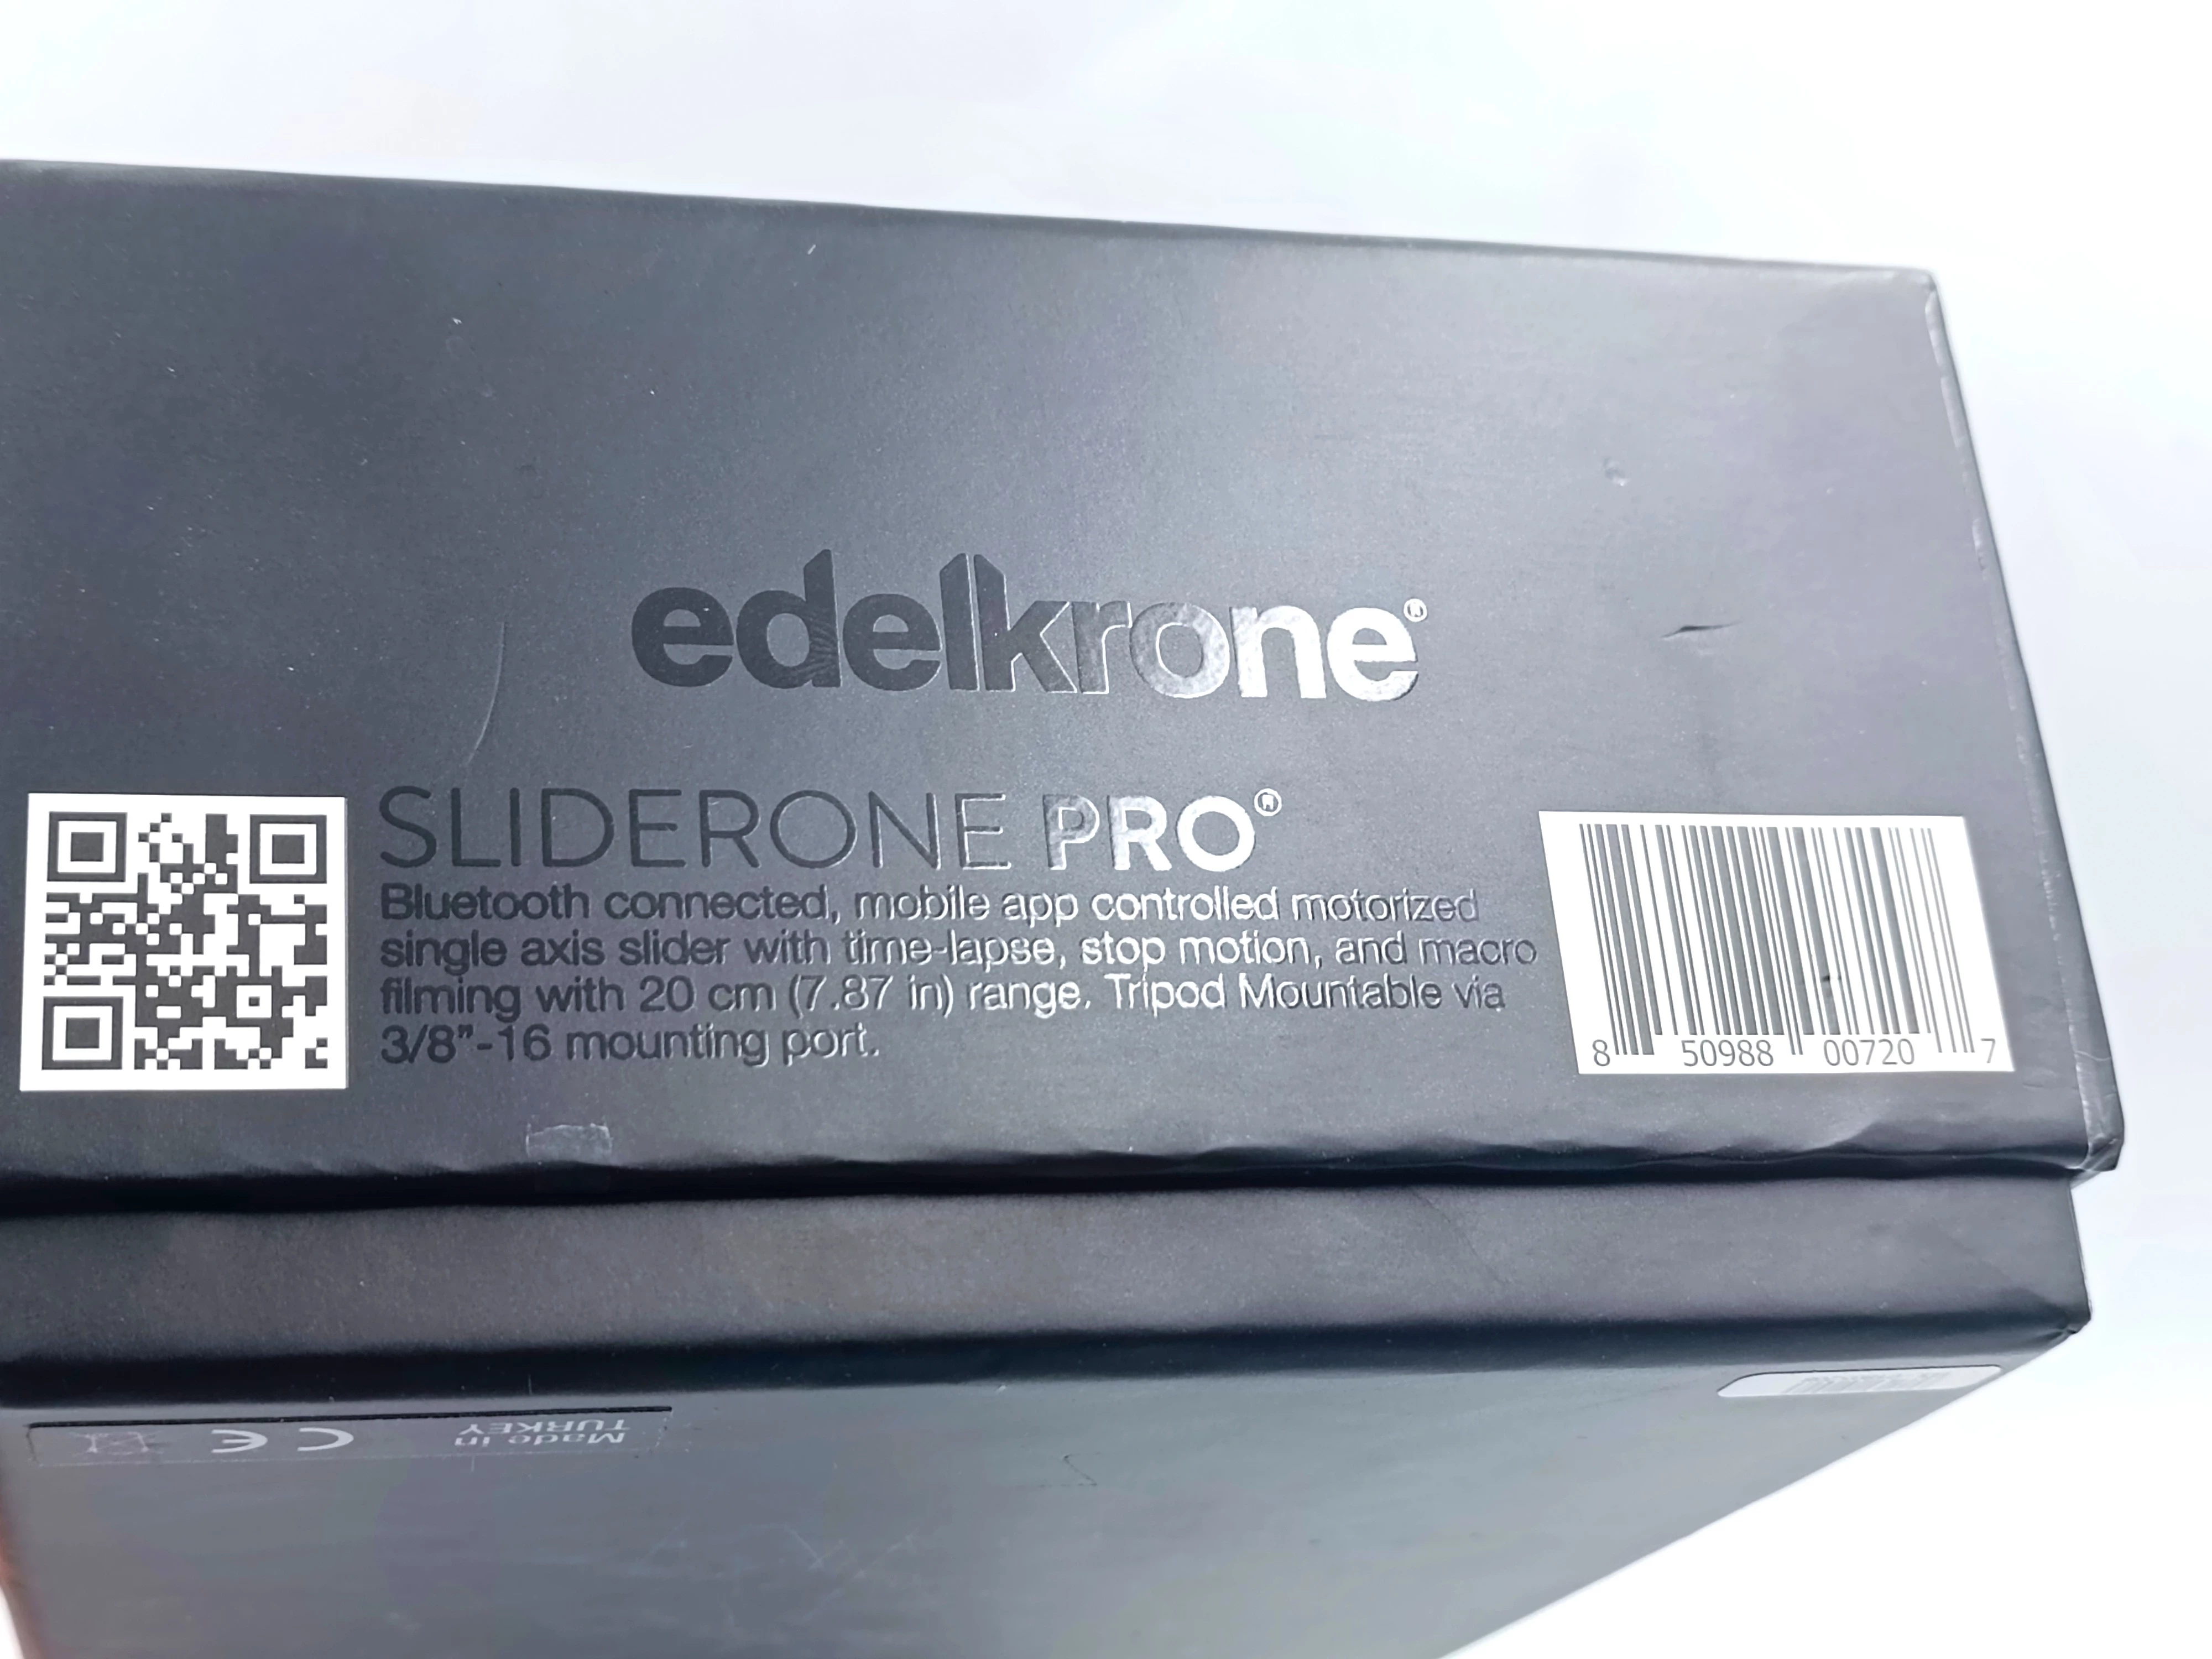 edelkrone®
SLIDERONE PRO®
Bluetooth connected, mobile app controlled motorized
single axis slider with time-lapse, stop motion, and macro
filming with 20 cm (7.87 in) range. Tripod Mountable via
3/8”-16 mounting port.
8 50988 00720 7
Made in
TURKEY
CE